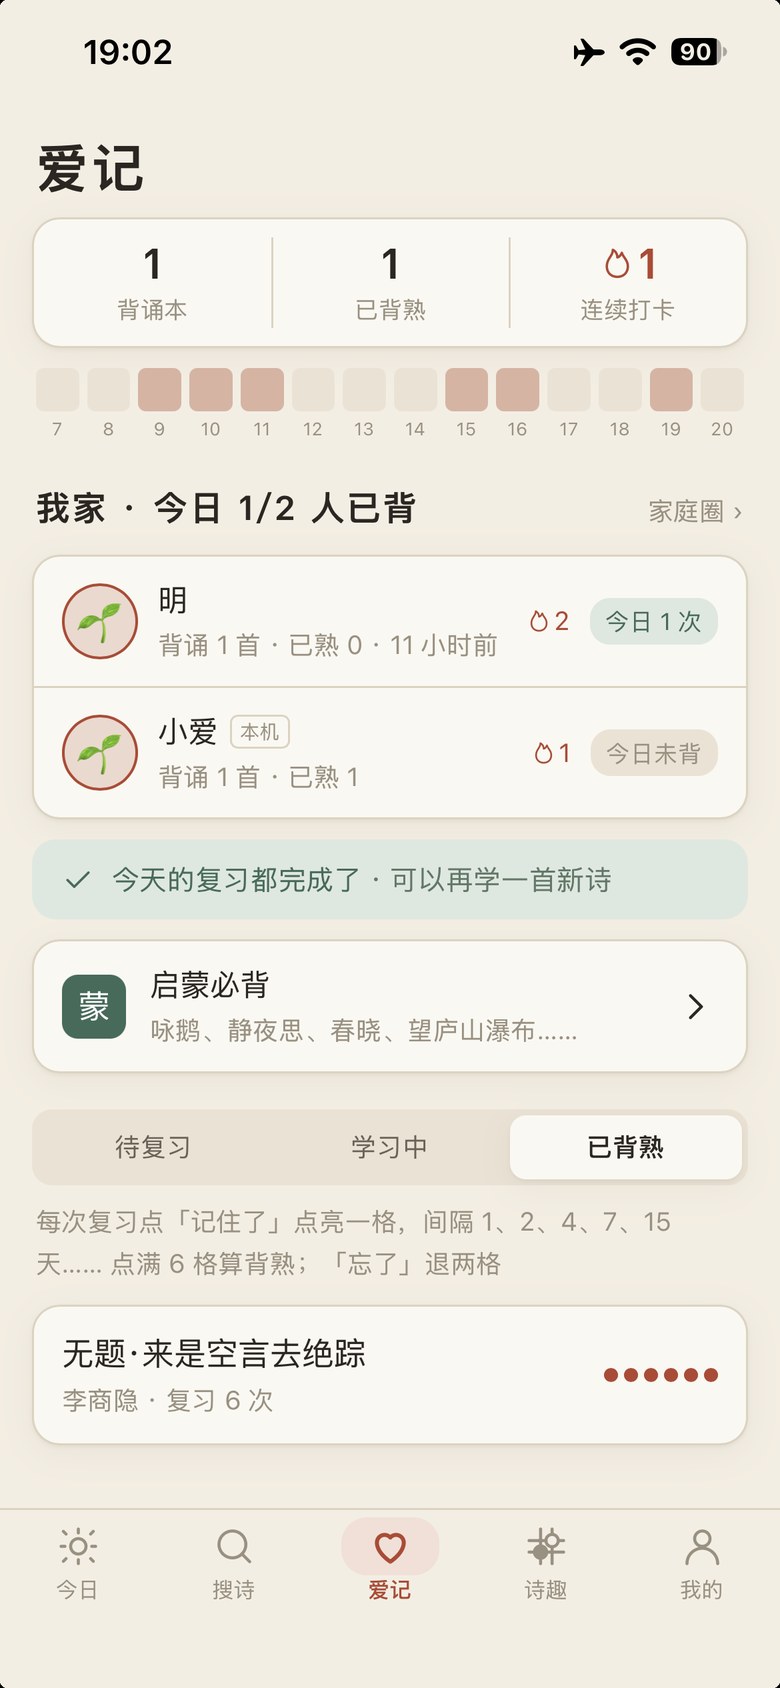 19:02
90
爱记
1
背诵本
1
已背熟
1
连续打卡
7 8 9 10 11 12 13 14 15 16 17 18 19 20
我家 · 今日 1/2 人已背
家庭圈 ›
明
背诵 1 首 · 已熟 0 · 11 小时前
2
今日 1 次
小爱 本机
背诵 1 首 · 已熟 1
1
今日未背
今天的复习都完成了 · 可以再学一首新诗
蒙
启蒙必背
咏鹅、静夜思、春晓、望庐山瀑布……
待复习 学习中 已背熟
每次复习点「记住了」点亮一格，间隔 1、2、4、7、15
天…… 点满 6 格算背熟；「忘了」退两格
无题·来是空言去绝踪
李商隐 · 复习 6 次
今日 搜诗 爱记 诗趣 我的